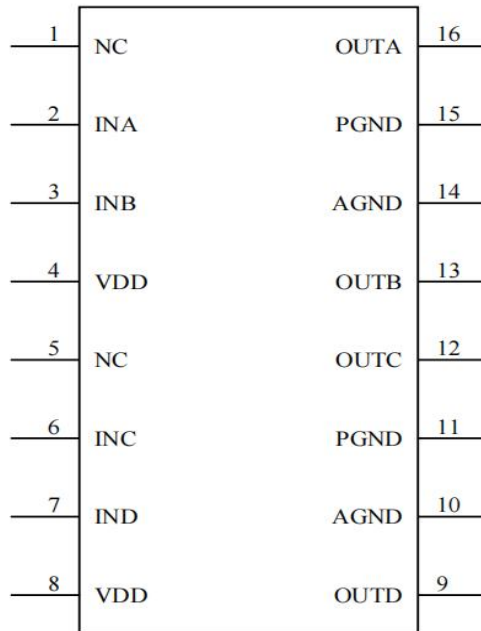 1 NC OUTA 16
2 INA PGND 15
3 INB AGND 14
4 VDD OUTB 13
5 NC OUTC 12
6 INC PGND 11
7 IND AGND 10
8 VDD OUTD 9